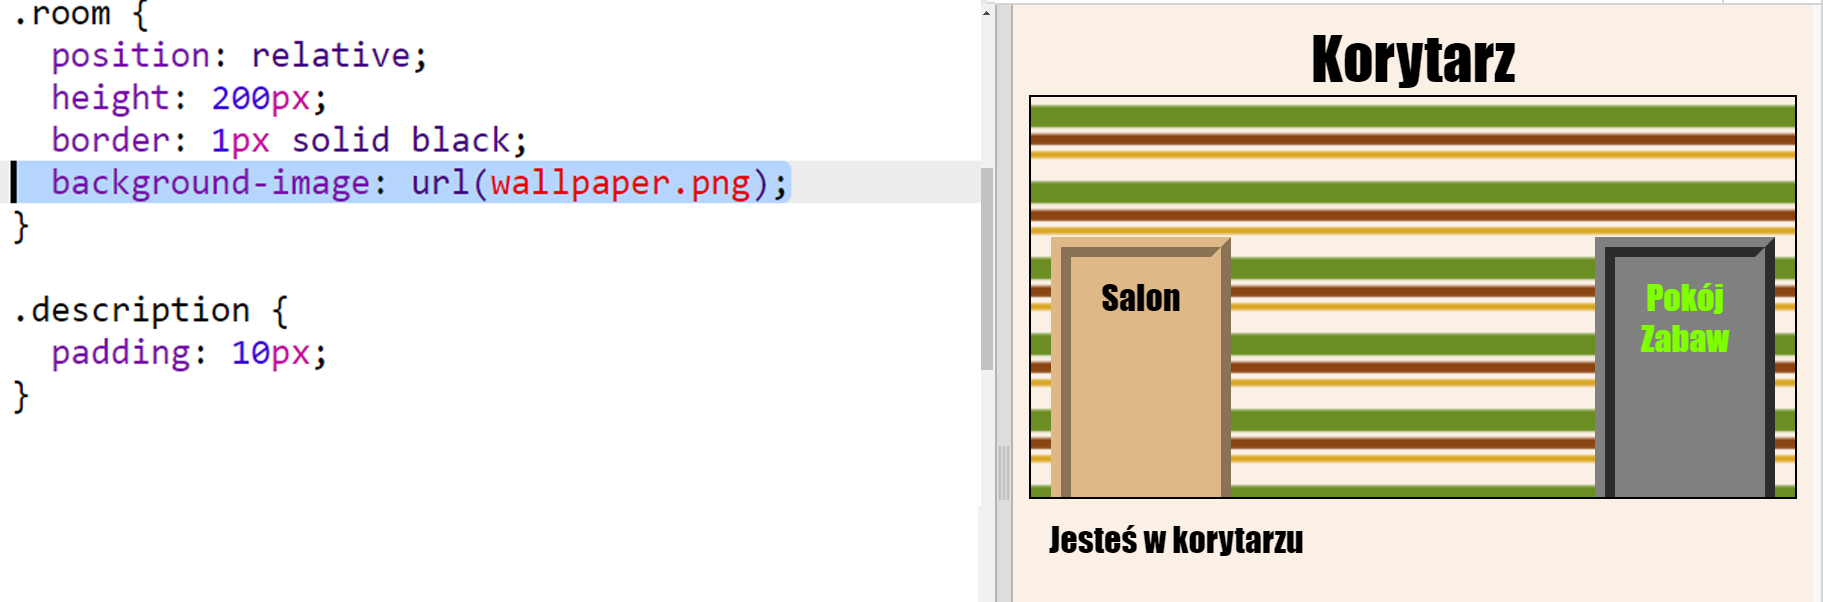 .room {
  position: relative;
  height: 200px;
  border: 1px solid black;
  background-image: url(wallpaper.png);
}
.description {
  padding: 10px;
}
Korytarz
Salon
Pokój
Zabaw
Jesteś w korytarzu